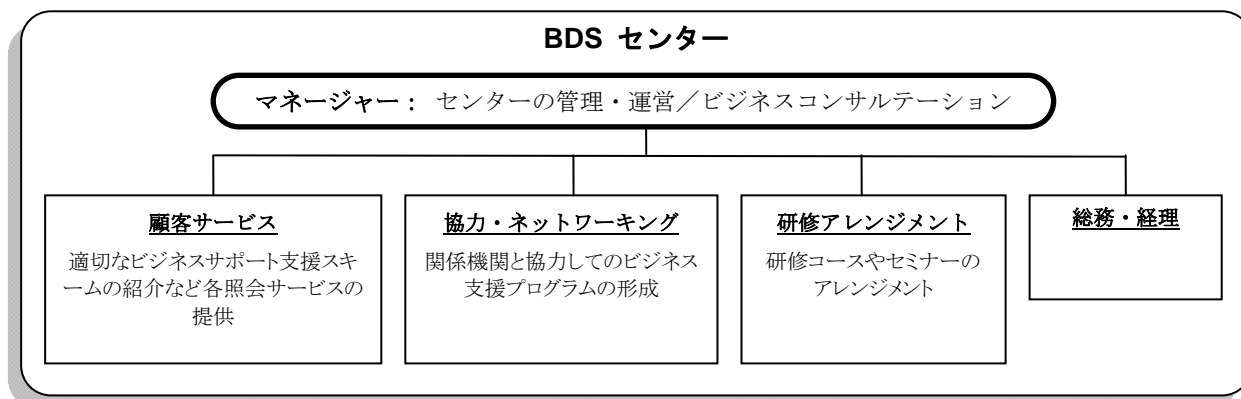 BDS センター
マネージャー： センターの管理・運営／ビジネスコンサルテーション
顧客サービス
適切なビジネスサポート支援スキ
ームの紹介など各照会サービスの
提供
協力・ネットワーキング
関係機関と協力してのビジネス
支援プログラムの形成
研修アレンジメント
研修コースやセミナーの
アレンジメント
総務・経理